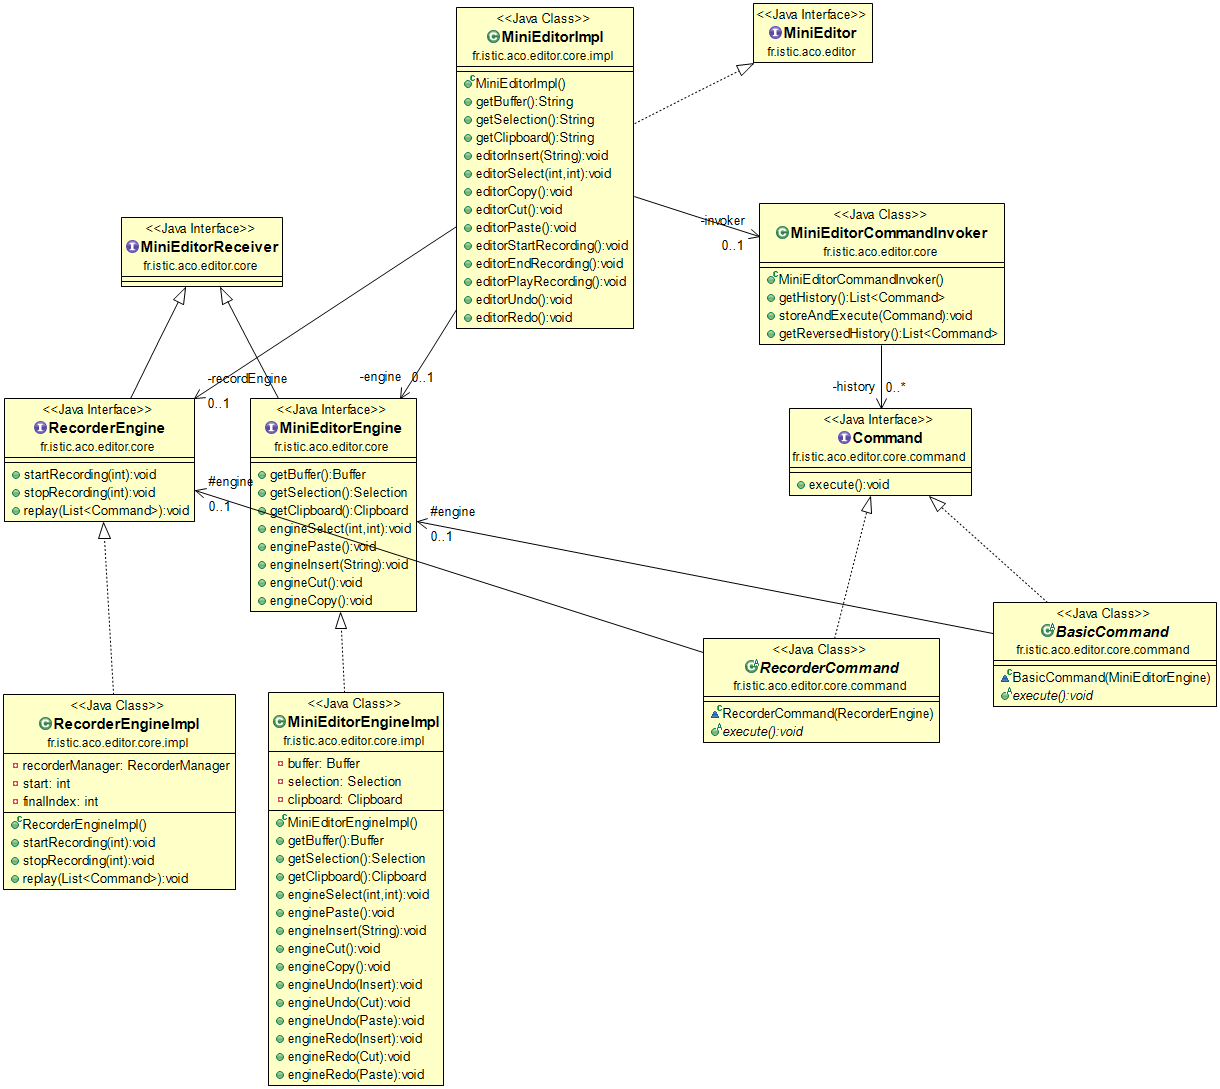 <<Java Class>>
MiniEditorImpl
fr.istic.aco.editor.core.impl
MiniEditorImpl()
getBuffer():String
getSelection():String
getClipboard():String
editorInsert(String):void
editorSelect(int,int):void
editorCopy():void
editorCut():void
editorPaste():void
editorStartRecording():void
editorEndRecording():void
editorPlayRecording():void
editorUndo():void
editorRedo():void
<<Java Interface>>
MiniEditor
fr.istic.aco.editor
<<Java Interface>>
MiniEditorReceiver
fr.istic.aco.editor.core
-invoker
0..1
<<Java Class>>
MiniEditorCommandInvoker
fr.istic.aco.editor.core
MiniEditorCommandInvoker()
getHistory():List<Command>
storeAndExecute(Command):void
getReversedHistory():List<Command>
-recordEngine
0..1
-engine
0..1
-history
0..*
<<Java Interface>>
RecorderEngine
fr.istic.aco.editor.core
startRecording(int):void
stopRecording(int):void
replay(List<Command>):void
#engine
0..1
<<Java Interface>>
MiniEditorEngine
fr.istic.aco.editor.core
getBuffer():Buffer
getSelection():Selection
getClipboard():Clipboard
engineSelect(int,int):void
enginePaste():void
engineInsert(String):void
engineCut():void
engineCopy():void
#engine
0..1
<<Java Interface>>
Command
fr.istic.aco.editor.core.command
execute():void
<<Java Class>>
RecorderCommand
fr.istic.aco.editor.core.command
RecorderCommand(RecorderEngine)
execute():void
<<Java Class>>
BasicCommand
fr.istic.aco.editor.core.command
BasicCommand(MiniEditorEngine)
execute():void
<<Java Class>>
RecorderEngineImpl
fr.istic.aco.editor.core.impl
recorderManager: RecorderManager
start: int
finalIndex: int
RecorderEngineImpl()
startRecording(int):void
stopRecording(int):void
replay(List<Command>):void
<<Java Class>>
MiniEditorEngineImpl
fr.istic.aco.editor.core.impl
buffer: Buffer
selection: Selection
clipboard: Clipboard
MiniEditorEngineImpl()
getBuffer():Buffer
getSelection():Selection
getClipboard():Clipboard
engineSelect(int,int):void
enginePaste():void
engineInsert(String):void
engineCut():void
engineCopy():void
engineUndo(Insert):void
engineUndo(Cut):void
engineUndo(Paste):void
engineRedo(Insert):void
engineRedo(Cut):void
engineRedo(Paste):void